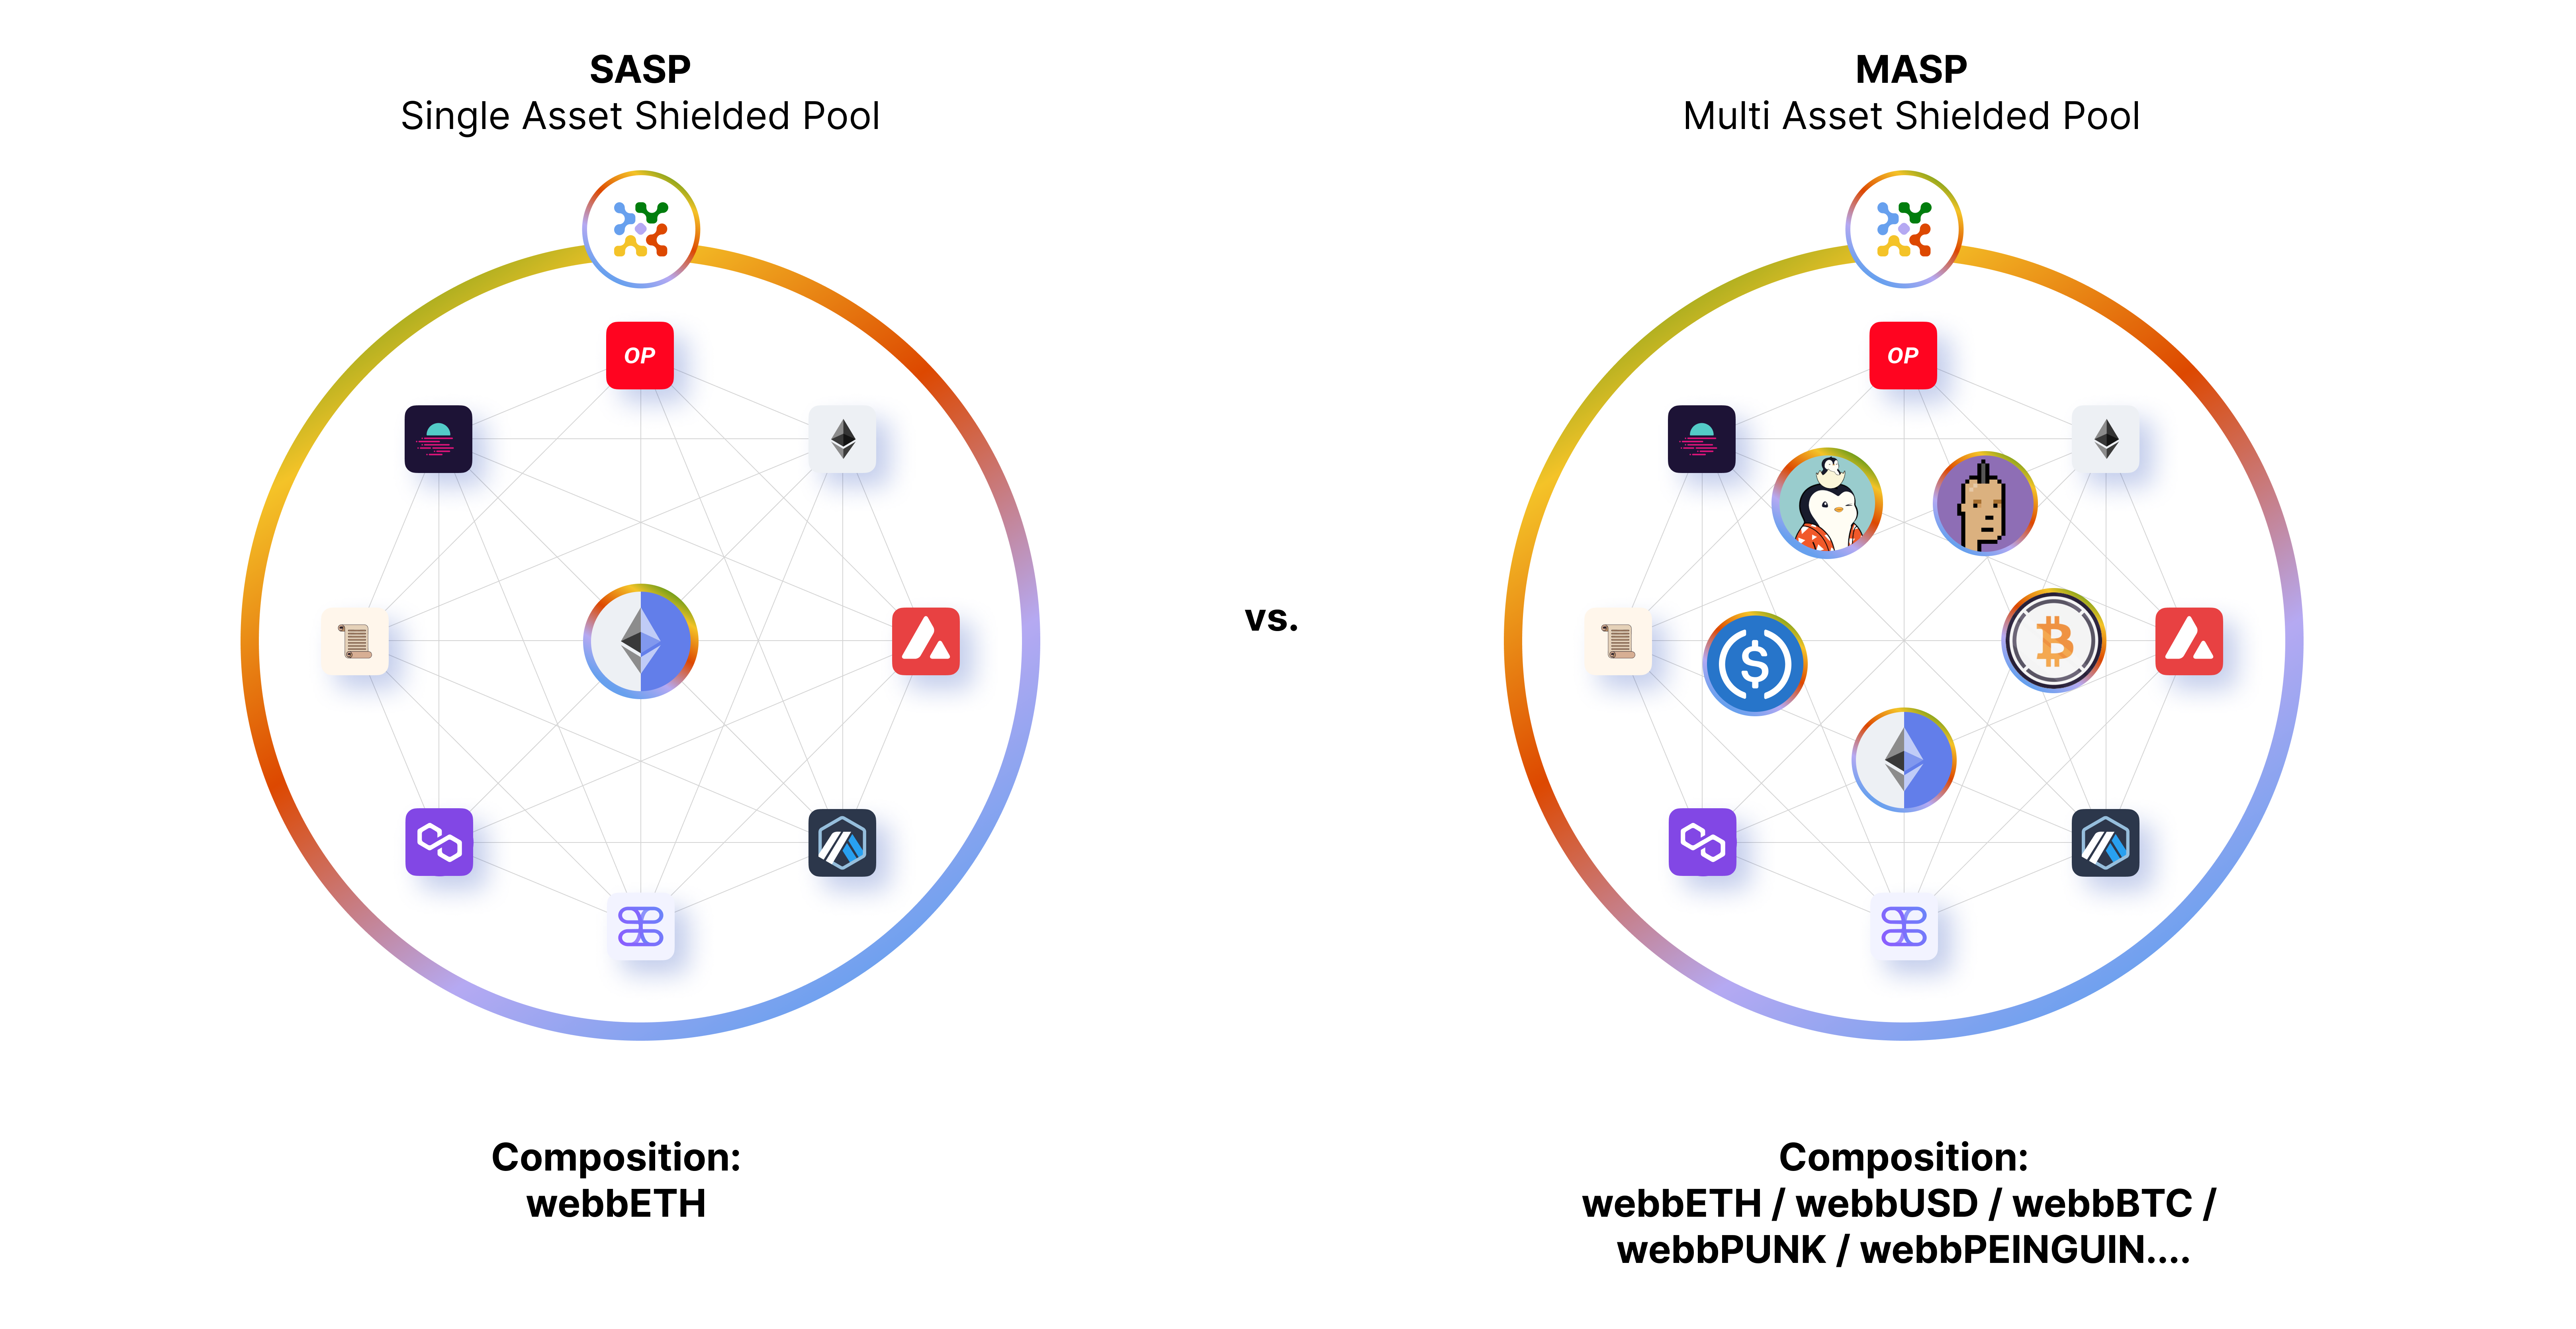 SASP
Single Asset Shielded Pool
OP
Composition:
webbETH
vs.
MASP
Multi Asset Shielded Pool
OP
Composition:
webbETH / webbUSD / webbBTC /
webbPUNK / webbPEINGUIN....